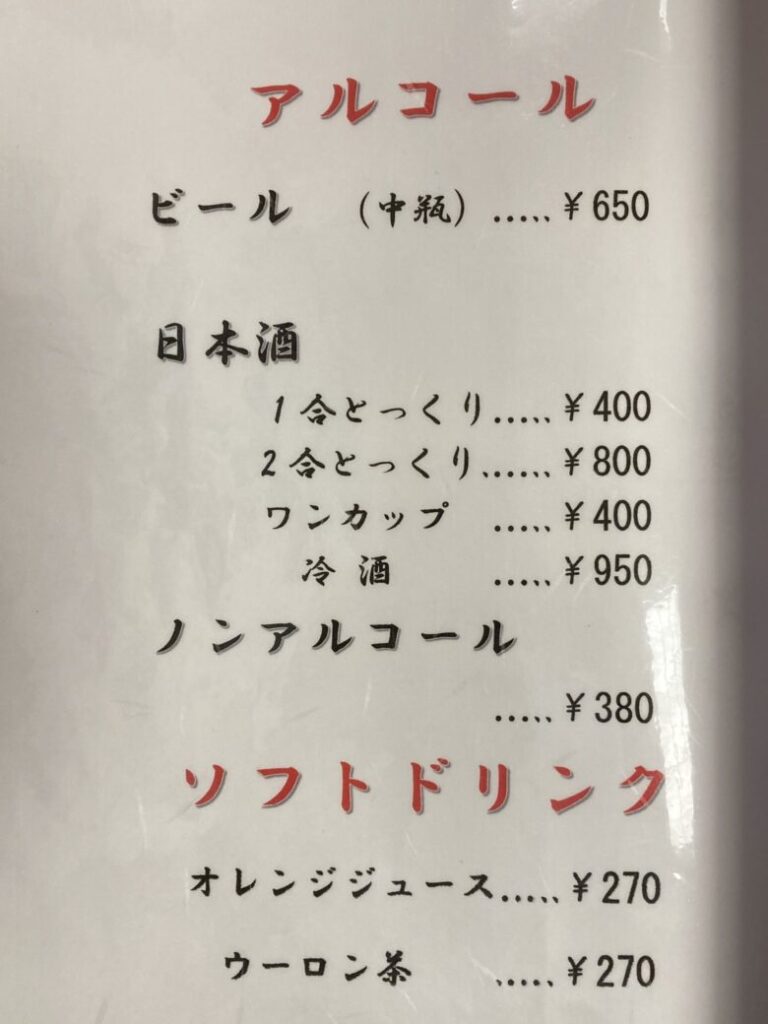 アルコール
ビール （中瓶） ..... ¥650
日本酒
1合とっくり..... ¥400
2合とっくり...... ¥800
ワンカップ ..... ¥400
冷酒 ..... ¥950
ノンアルコール
..... ¥380
ソフトドリンク
オレンジジュース..... ¥270
ウーロン茶 ..... ¥270